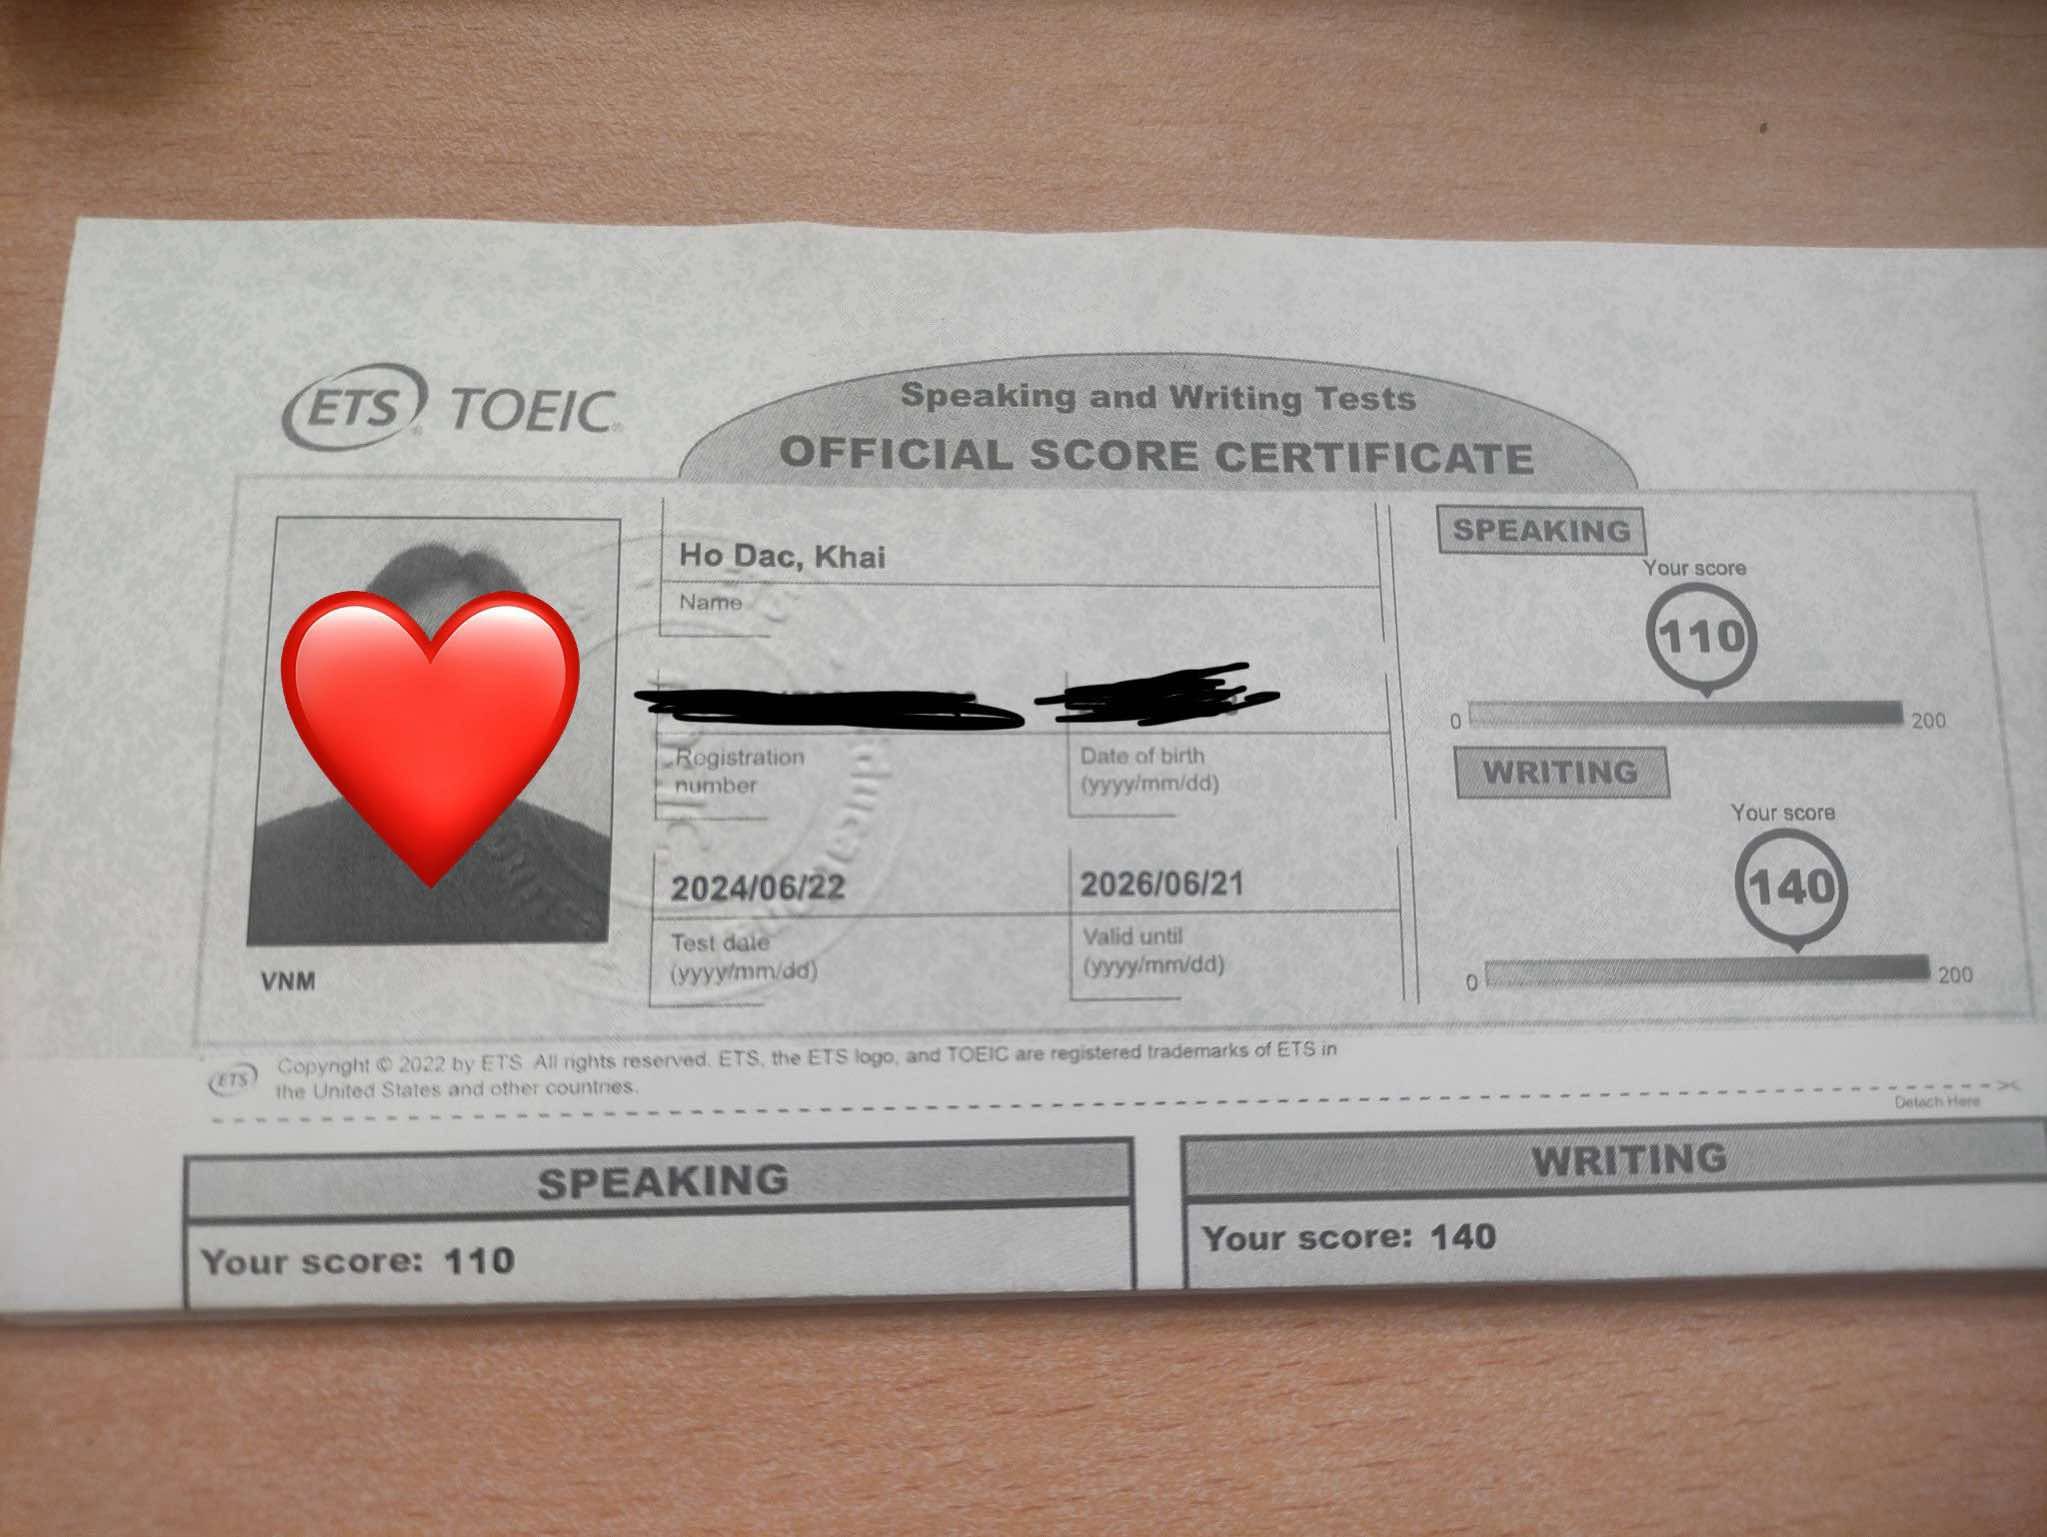 ETS TOEIC
Speaking and Writing Tests
OFFICIAL SCORE CERTIFICATE
Ho Dac, Khai
Name
Registration
number
Date of birth
(yyyy/mm/dd)
2024/06/22
Test date
(yyyy/mm/dd)
2026/06/21
Valid until
(yyyy/mm/dd)
VNM
SPEAKING
Your score
110
0 200
WRITING
Your score
140
0 200
ETS
Copyright © 2022 by ETS. All rights reserved. ETS, the ETS logo, and TOEIC are registered trademarks of ETS in
the United States and other countries.
Detach Here
SPEAKING
Your score: 110
WRITING
Your score: 140